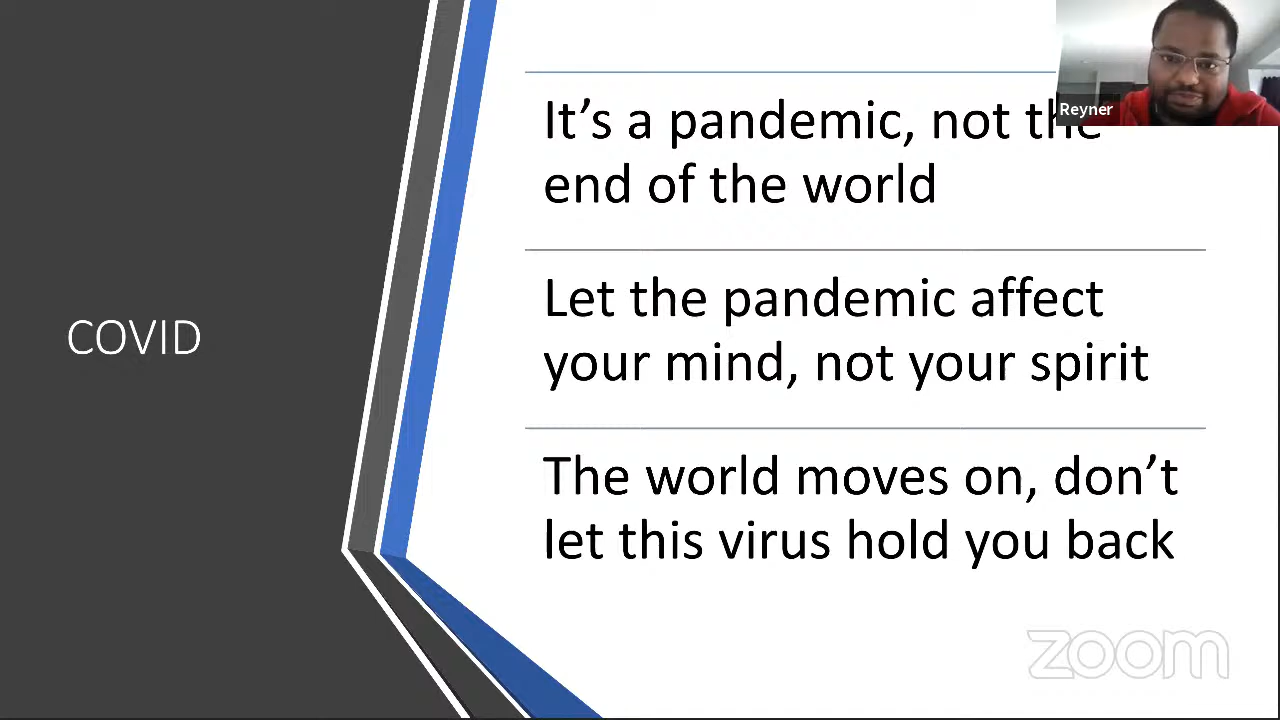 COVID
It's a pandemic, not the
end of the world
Let the pandemic affect
your mind, not your spirit
The world moves on, don't
let this virus hold you back
Reyner
zoom